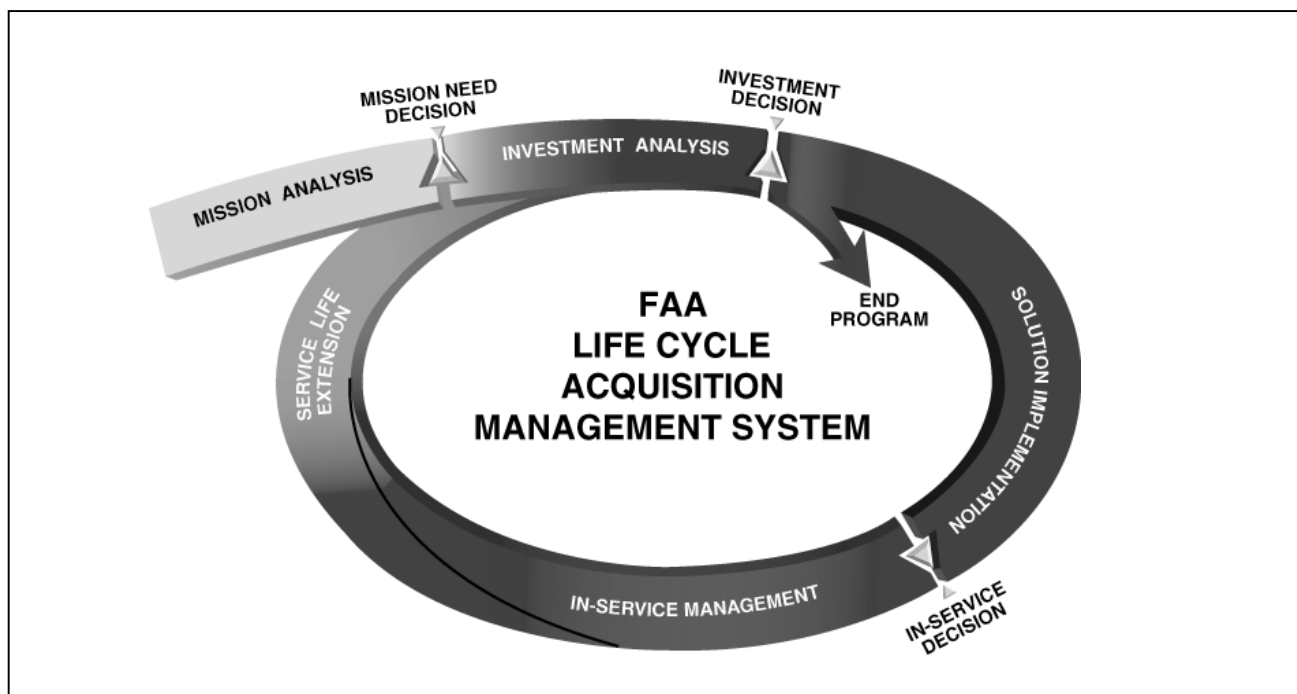 MISSION NEED
DECISION
INVESTMENT
DECISION
MISSION ANALYSIS
INVESTMENT ANALYSIS
SERVICE LIFE
EXTENSION
FAA
LIFE CYCLE
ACQUISITION
MANAGEMENT SYSTEM
END
PROGRAM
SOLUTION IMPLEMENTATION
IN-SERVICE MANAGEMENT
IN-SERVICE
DECISION